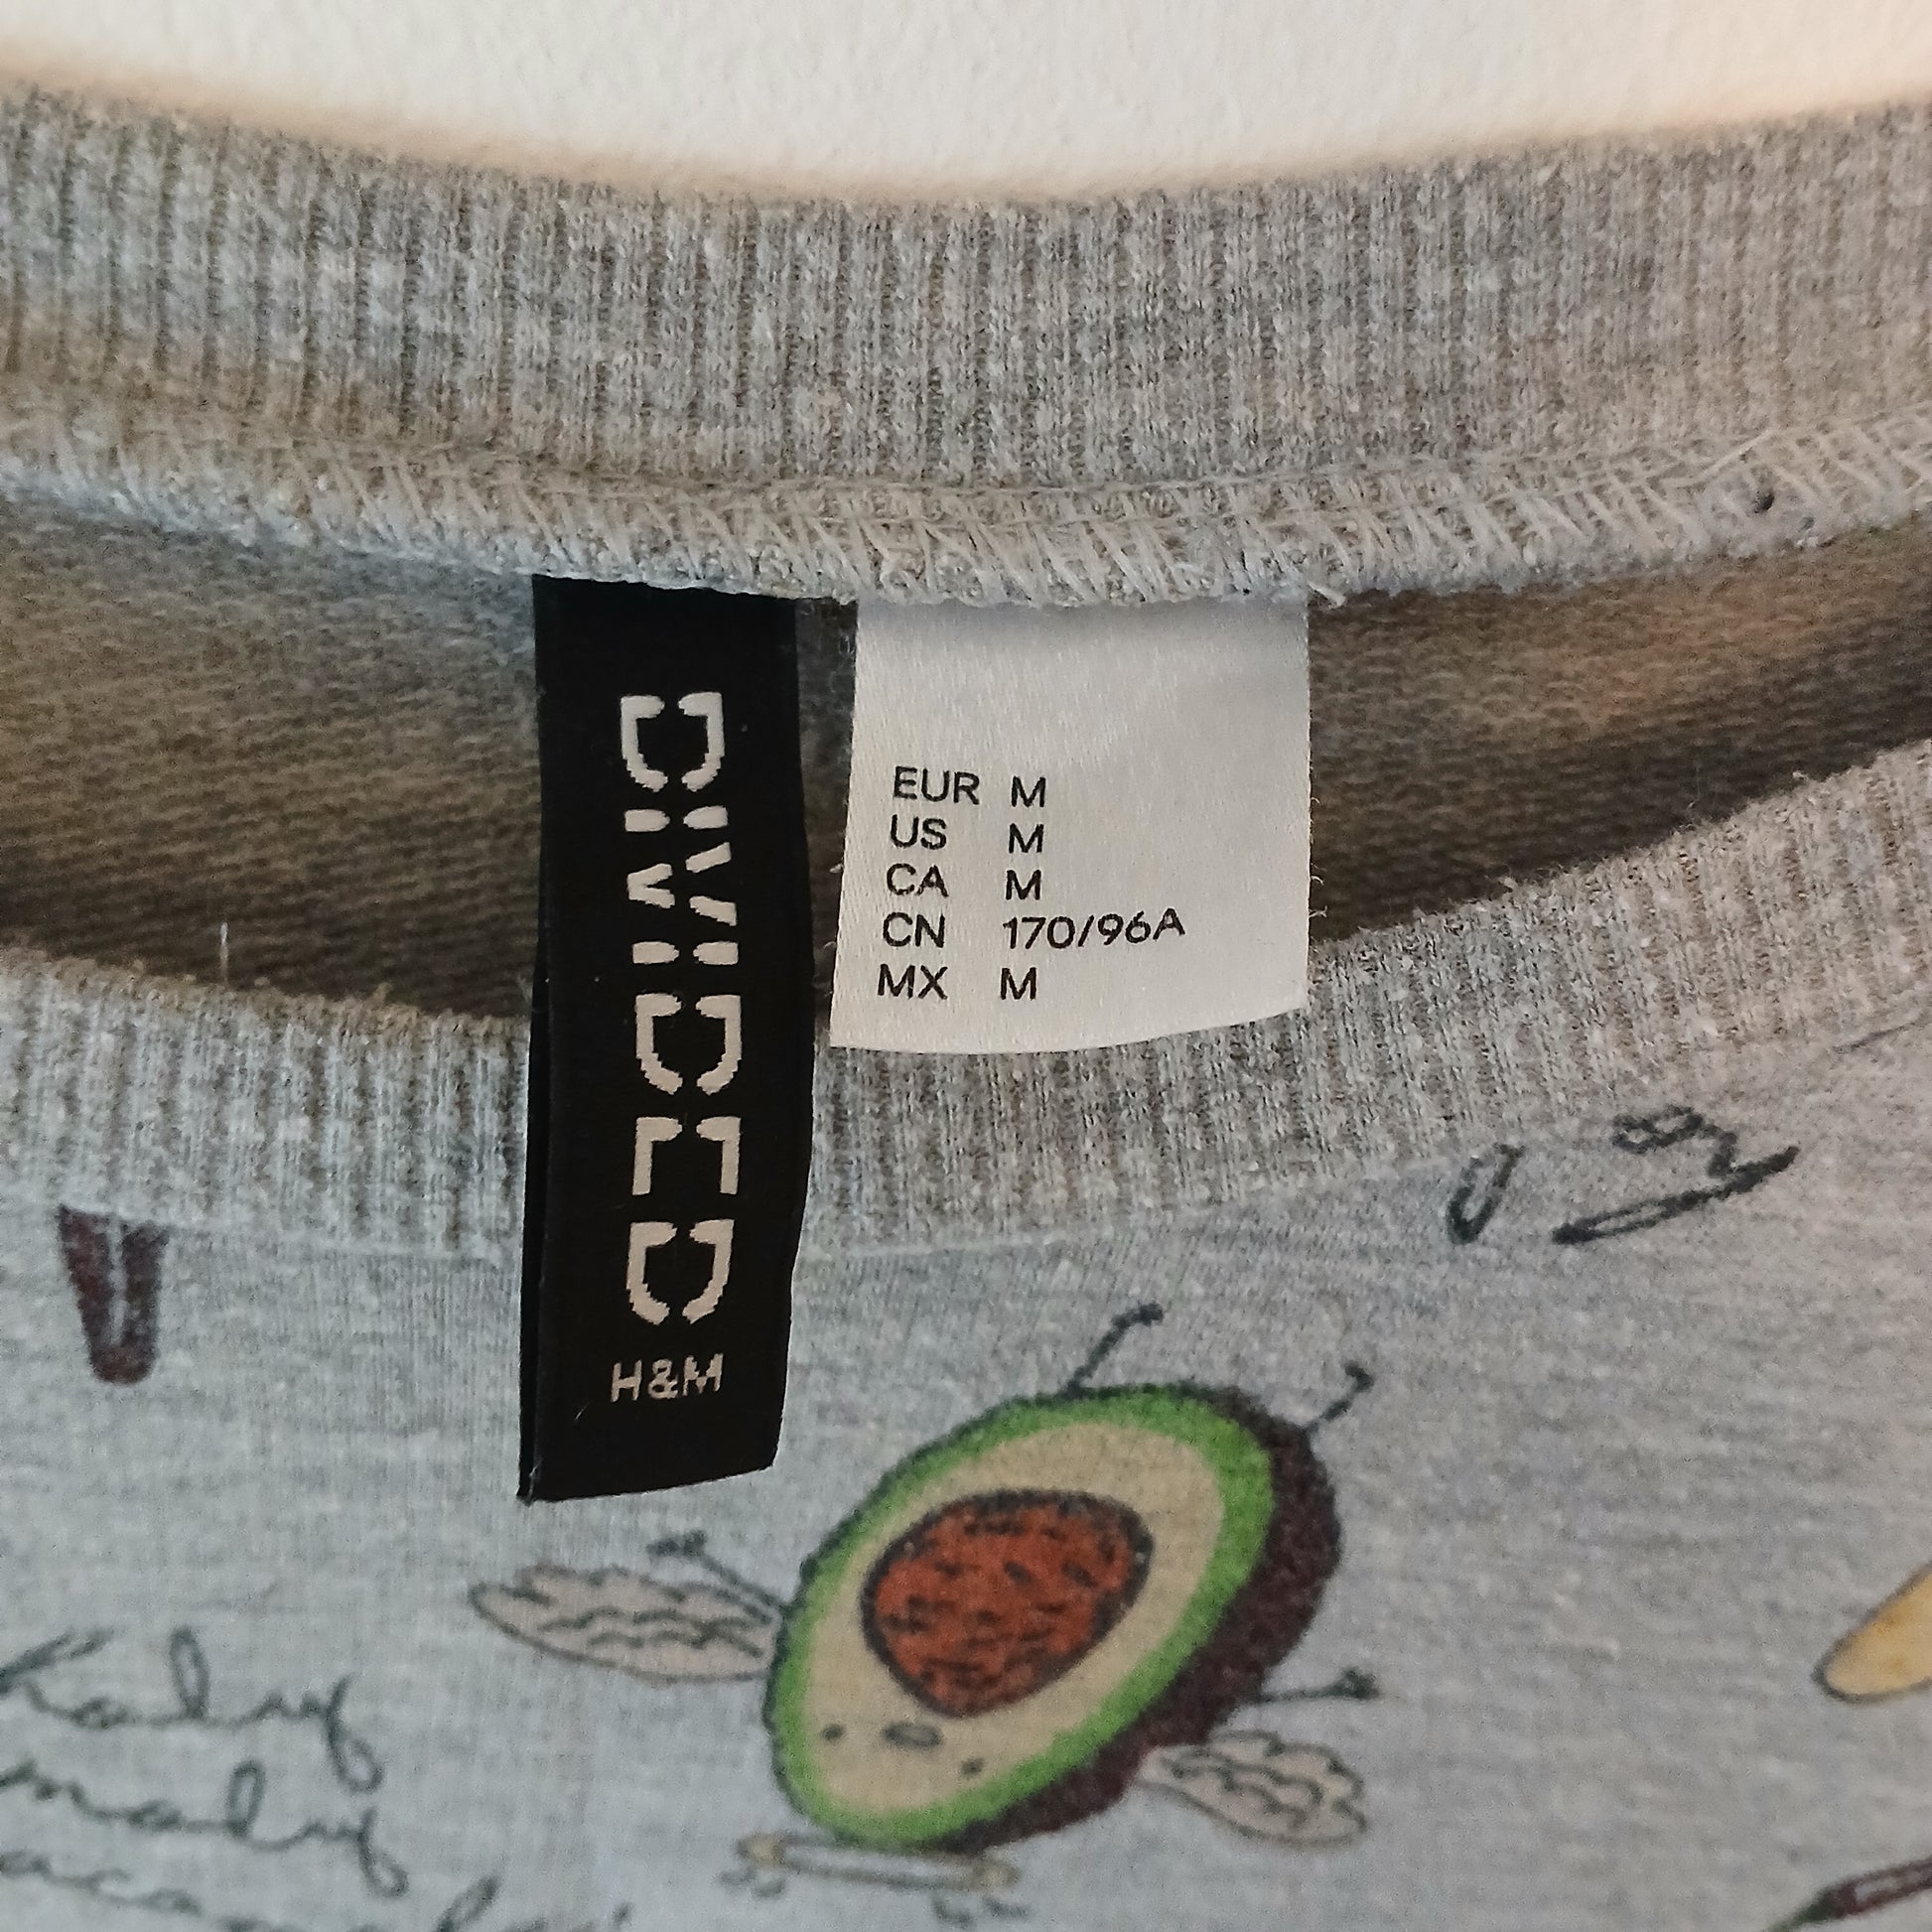 DIVIDED
H&M
EUR M
US M
CA M
CN 170/96A
MX M